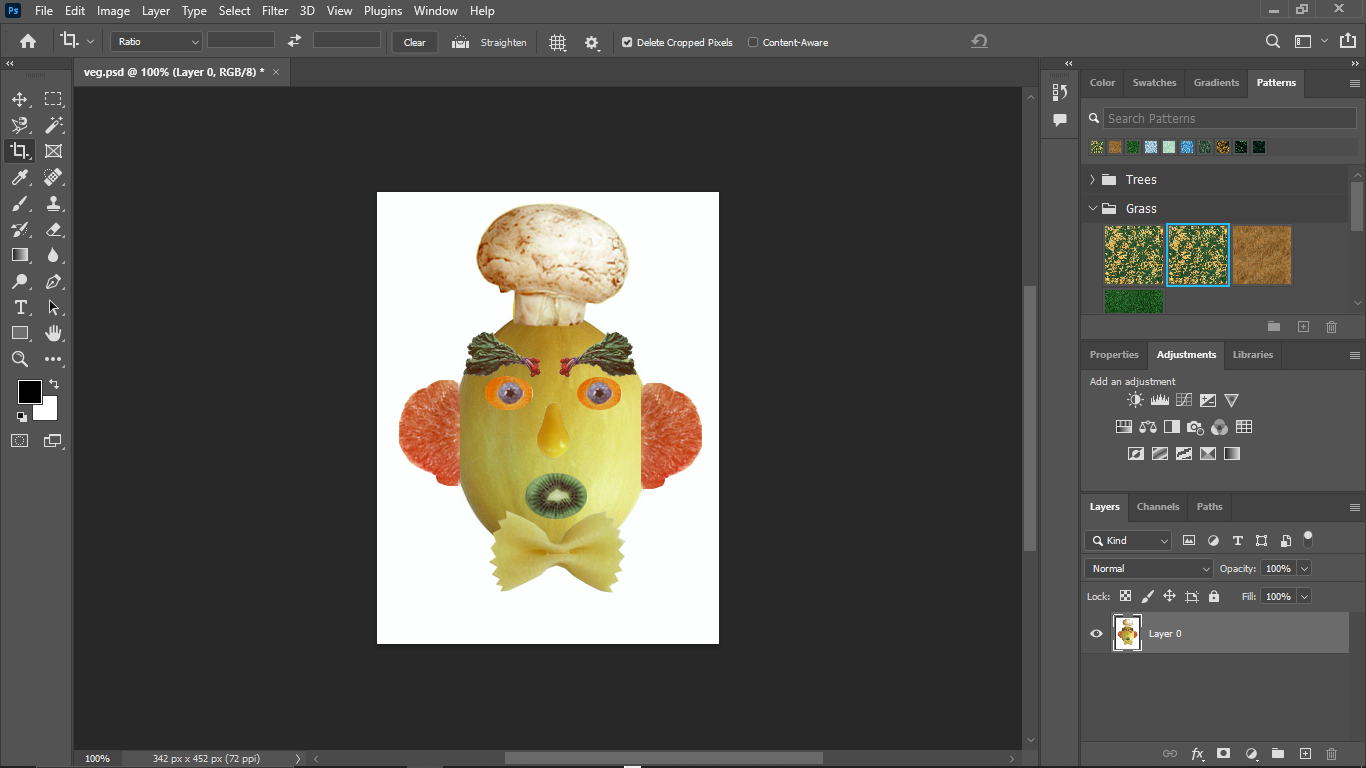 Ps File Edit Image Layer Type Select Filter 3D View Plugins Window Help
Ratio Clear Straighten Delete Cropped Pixels Content-Aware
veg.psd @ 100% (Layer 0, RGB/8) *
Color Swatches Gradients Patterns
Search Patterns
Trees
Grass
Properties Adjustments Libraries
Add an adjustment
Layers Channels Paths
Kind
Normal Opacity: 100%
Lock: Fill: 100%
Layer 0
100% 342 px x 452 px (72 ppi)
fx